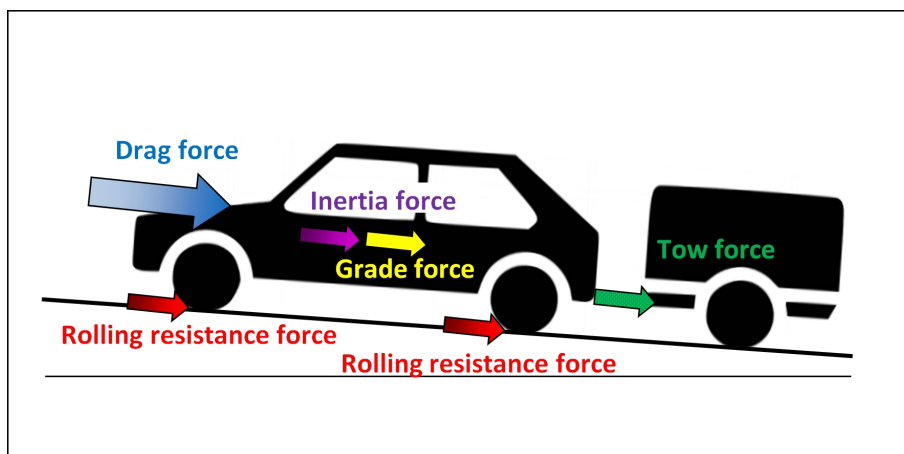 Drag force
Inertia force
Grade force
Tow force
Rolling resistance force
Rolling resistance force